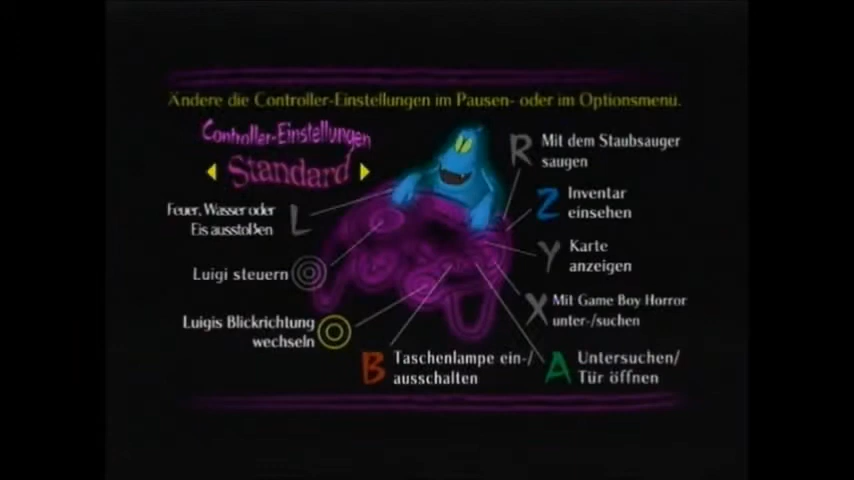 Ändere die Controller-Einstellungen im Pausen- oder im Optionsmenü.
Controller-Einstellungen
Standard
R Mit dem Staubsauger
saugen
Z Inventar
einsehen
Feuer, Wasser oder
Eis ausstoßen
L
Y Karte
anzeigen
Luigi steuern
X Mit Game Boy Horror
unter-/suchen
Luigis Blickrichtung
wechseln
B Taschenlampe ein-/
ausschalten
A Untersuchen/
Tür öffnen